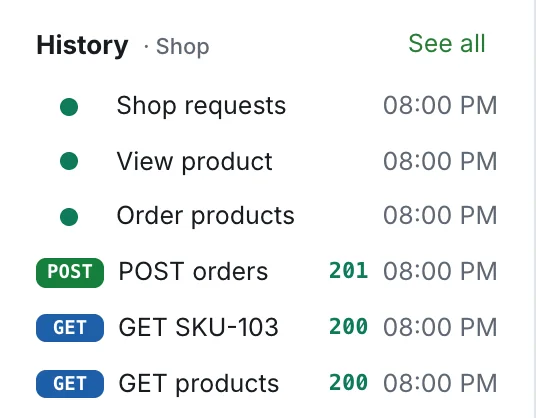 History · Shop See all
Shop requests 08:00 PM
View product 08:00 PM
Order products 08:00 PM
POST POST orders 201 08:00 PM
GET GET SKU-103 200 08:00 PM
GET GET products 200 08:00 PM